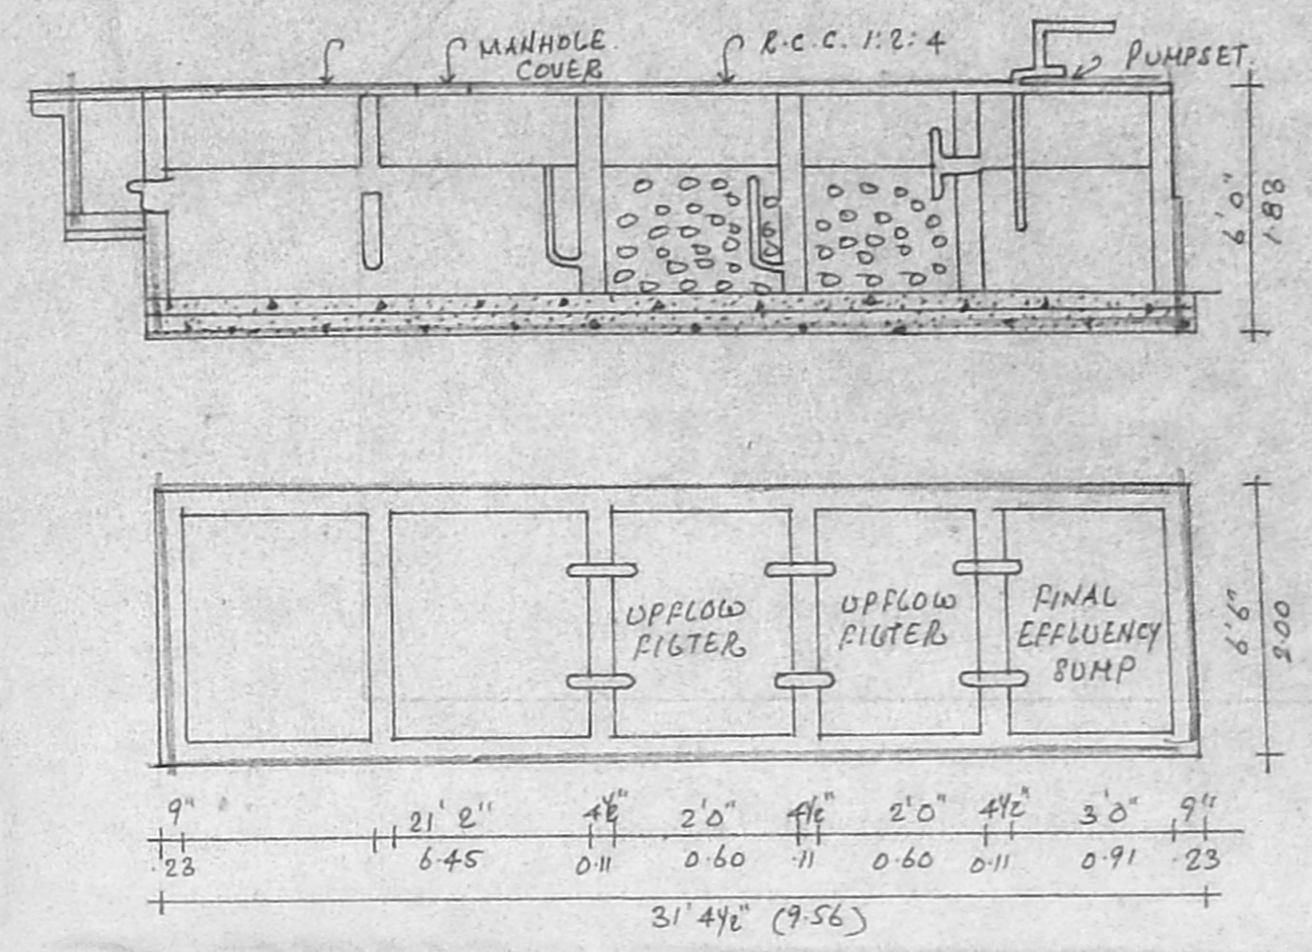 MANHOLE
COVER
R.C.C. 1:2:4
PUMPSET.
6'0"
1.83
UPFLOW
FILTER
UPFLOW
FILTER
FINAL
EFFLUENCY
SUMP
6'6"
2.00
9" 21'2" 4½" 2'0" 4½" 2'0" 4½" 3'0" 9"
.23 6.45 0.11 0.60 .11 0.60 0.11 0.91 .23
31'4½" (9.56)